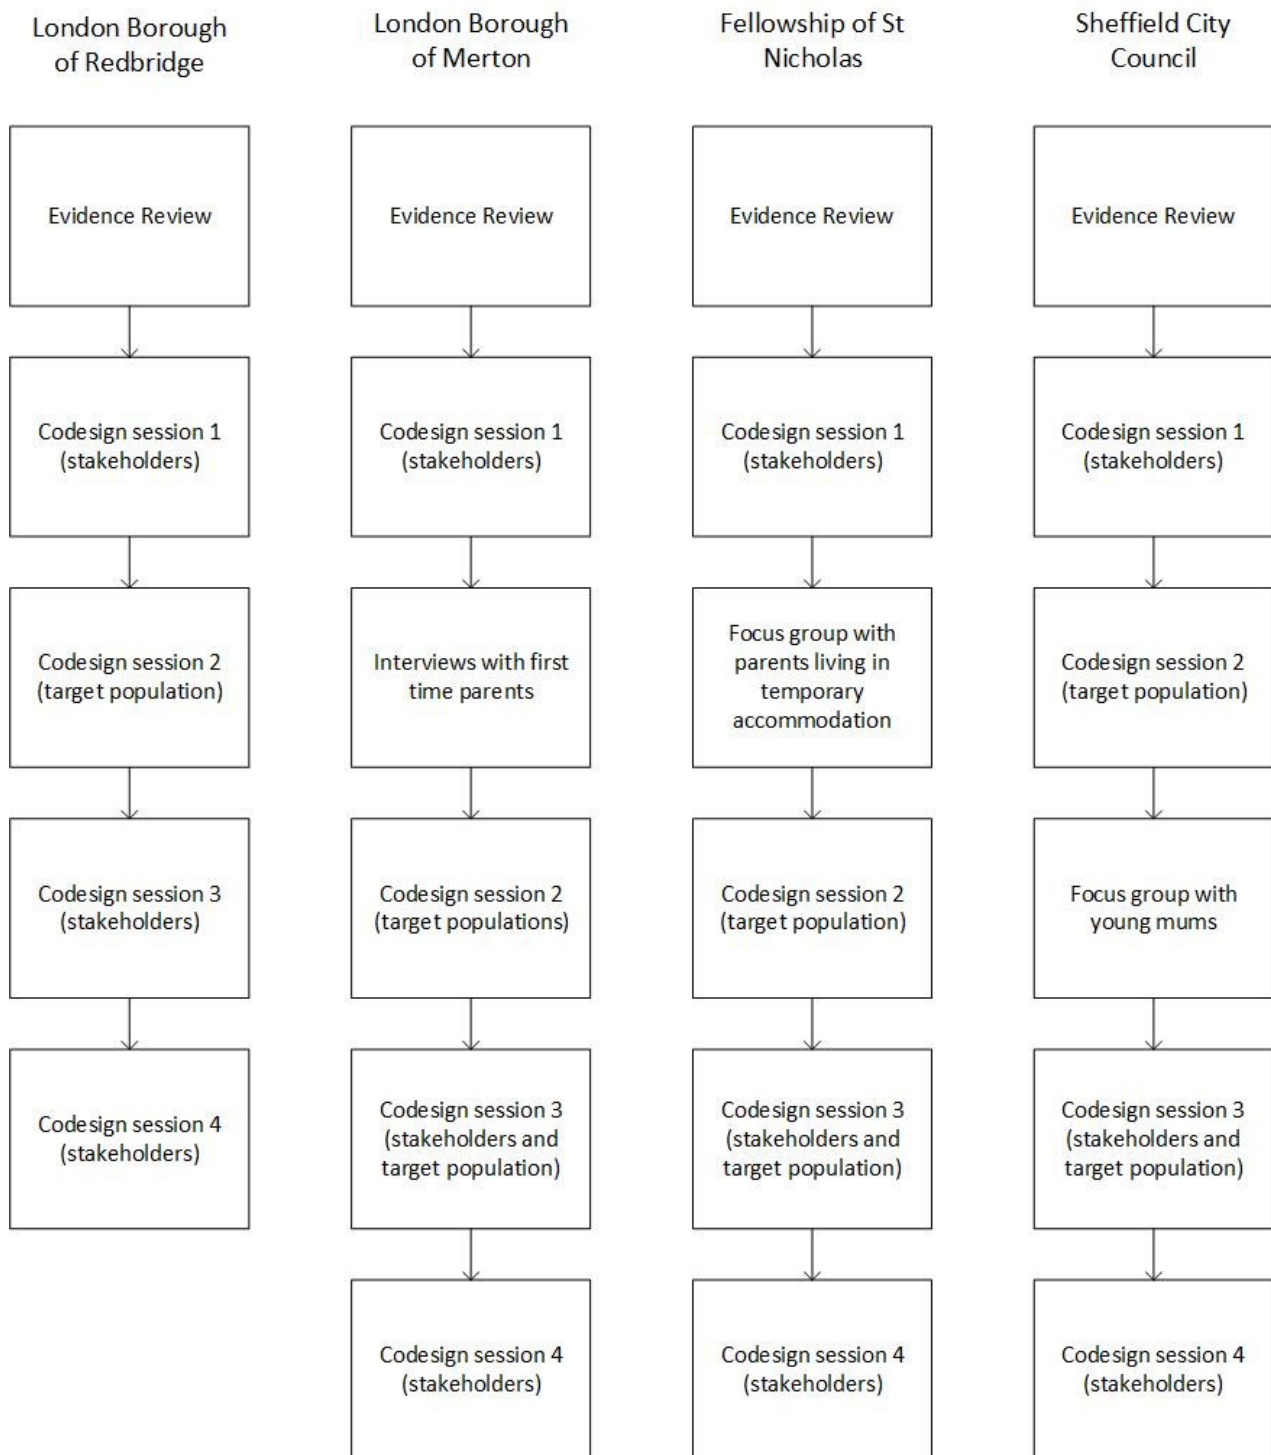 London Borough
of Redbridge
London Borough
of Merton
Fellowship of St
Nicholas
Sheffield City
Council
Evidence Review
Evidence Review
Evidence Review
Evidence Review
Codesign session 1
(stakeholders)
Codesign session 1
(stakeholders)
Codesign session 1
(stakeholders)
Codesign session 1
(stakeholders)
Codesign session 2
(target population)
Interviews with first
time parents
Focus group with
parents living in
temporary
accommodation
Codesign session 2
(target population)
Codesign session 3
(stakeholders)
Codesign session 2
(target populations)
Codesign session 2
(target population)
Focus group with
young mums
Codesign session 4
(stakeholders)
Codesign session 3
(stakeholders and
target population)
Codesign session 3
(stakeholders and
target population)
Codesign session 3
(stakeholders and
target population)
Codesign session 4
(stakeholders)
Codesign session 4
(stakeholders)
Codesign session 4
(stakeholders)